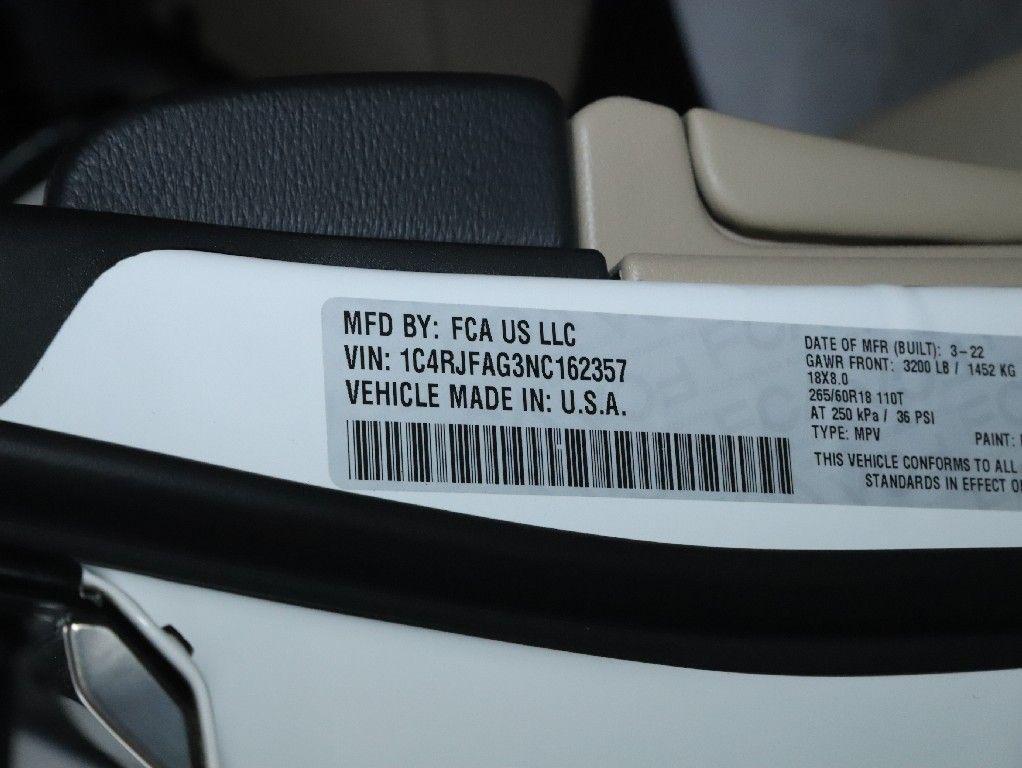 MFD BY: FCA US LLC
VIN: 1C4RJFAG3NC162357
VEHICLE MADE IN: U.S.A.
DATE OF MFR (BUILT): 3-22
GAWR FRONT: 3200 LB / 1452 KG
18X8.0
265/60R18 110T
AT 250 kPa / 36 PSI
TYPE: MPV PAINT:
THIS VEHICLE CONFORMS TO ALL
STANDARDS IN EFFECT